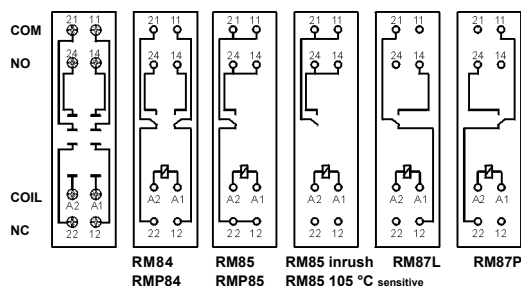 COM 21 11 21 11 21 11 21 11 21 11 21 11
NO 24 14 24 14 24 14 24 14 24 14 24 14
COIL A2 A1 A2 A1 A2 A1 A2 A1 A2 A1 A2 A1
NC 22 12 22 12 22 12 22 12 22 12 22 12
RM84 RM85 RM85 inrush RM87L RM87P
RMP84 RMP85 RM85 105 °C sensitive